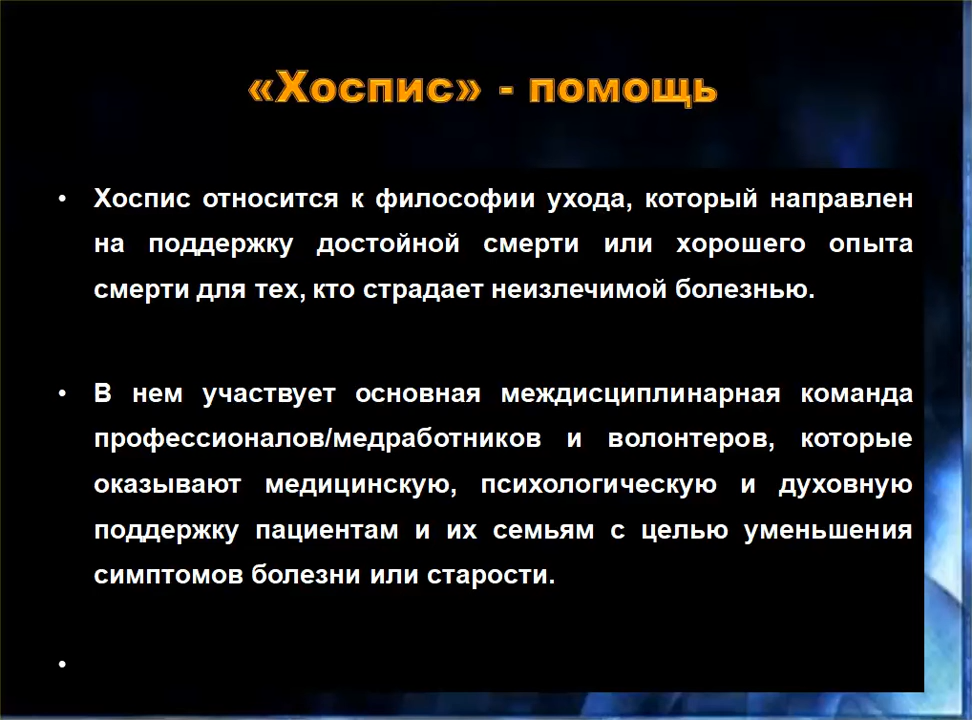 «Хоспис» - помощь
• Хоспис относится к философии ухода, который направлен
на поддержку достойной смерти или хорошего опыта
смерти для тех, кто страдает неизлечимой болезнью.
• В нем участвует основная междисциплинарная команда
профессионалов/медработников и волонтеров, которые
оказывают медицинскую, психологическую и духовную
поддержку пациентам и их семьям с целью уменьшения
симптомов болезни или старости.
•